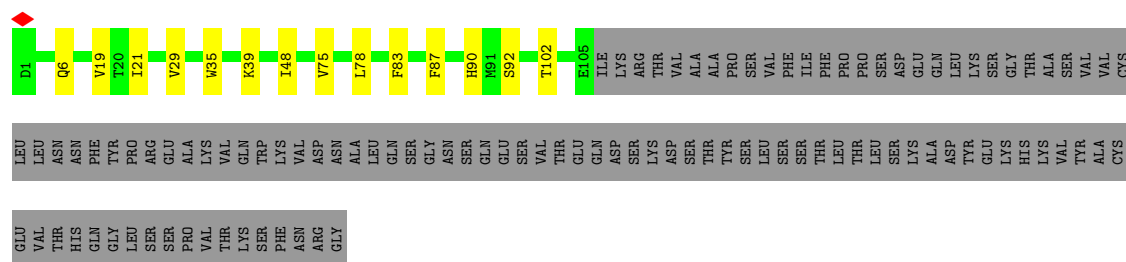 D1 Q6 V19 T20 I21 V29 W35 K39 I48 V75 L78 F83 F87 H90 M91 S92 T102 E105 ILE LYS ARG THR VAL ALA ALA PRO SER VAL PHE ILE PHE PRO PRO SER ASP GLU GLN LEU LYS SER GLY THR ALA SER VAL VAL CYS
LEU LEU ASN ASN PHE TYR PRO ARG GLU ALA LYS VAL GLN TRP LYS VAL ASP ASN ALA LEU GLN SER GLY ASN SER GLN GLU SER VAL THR GLU GLN ASP SER LYS ASP SER THR TYR SER LEU SER SER THR LEU THR LEU SER LYS ALA ASP TYR GLU LYS HIS LYS VAL TYR ALA CYS
GLU VAL THR HIS GLN GLY LEU SER SER PRO VAL THR LYS SER PHE ASN ARG GLY